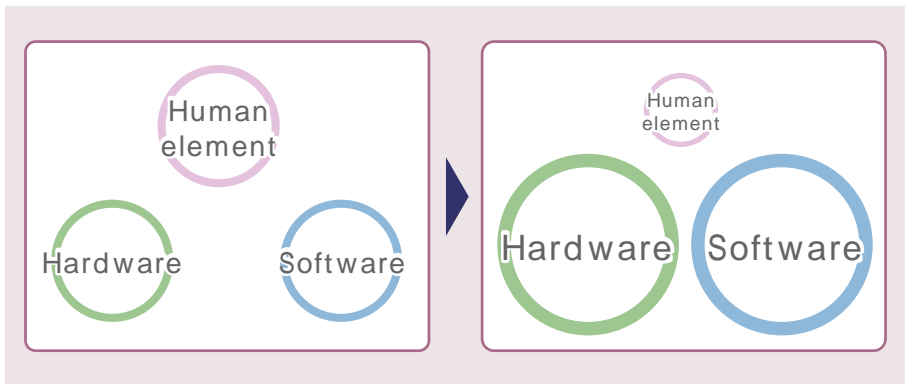 Human
element
Hardware
Software
Human
element
Hardware
Software